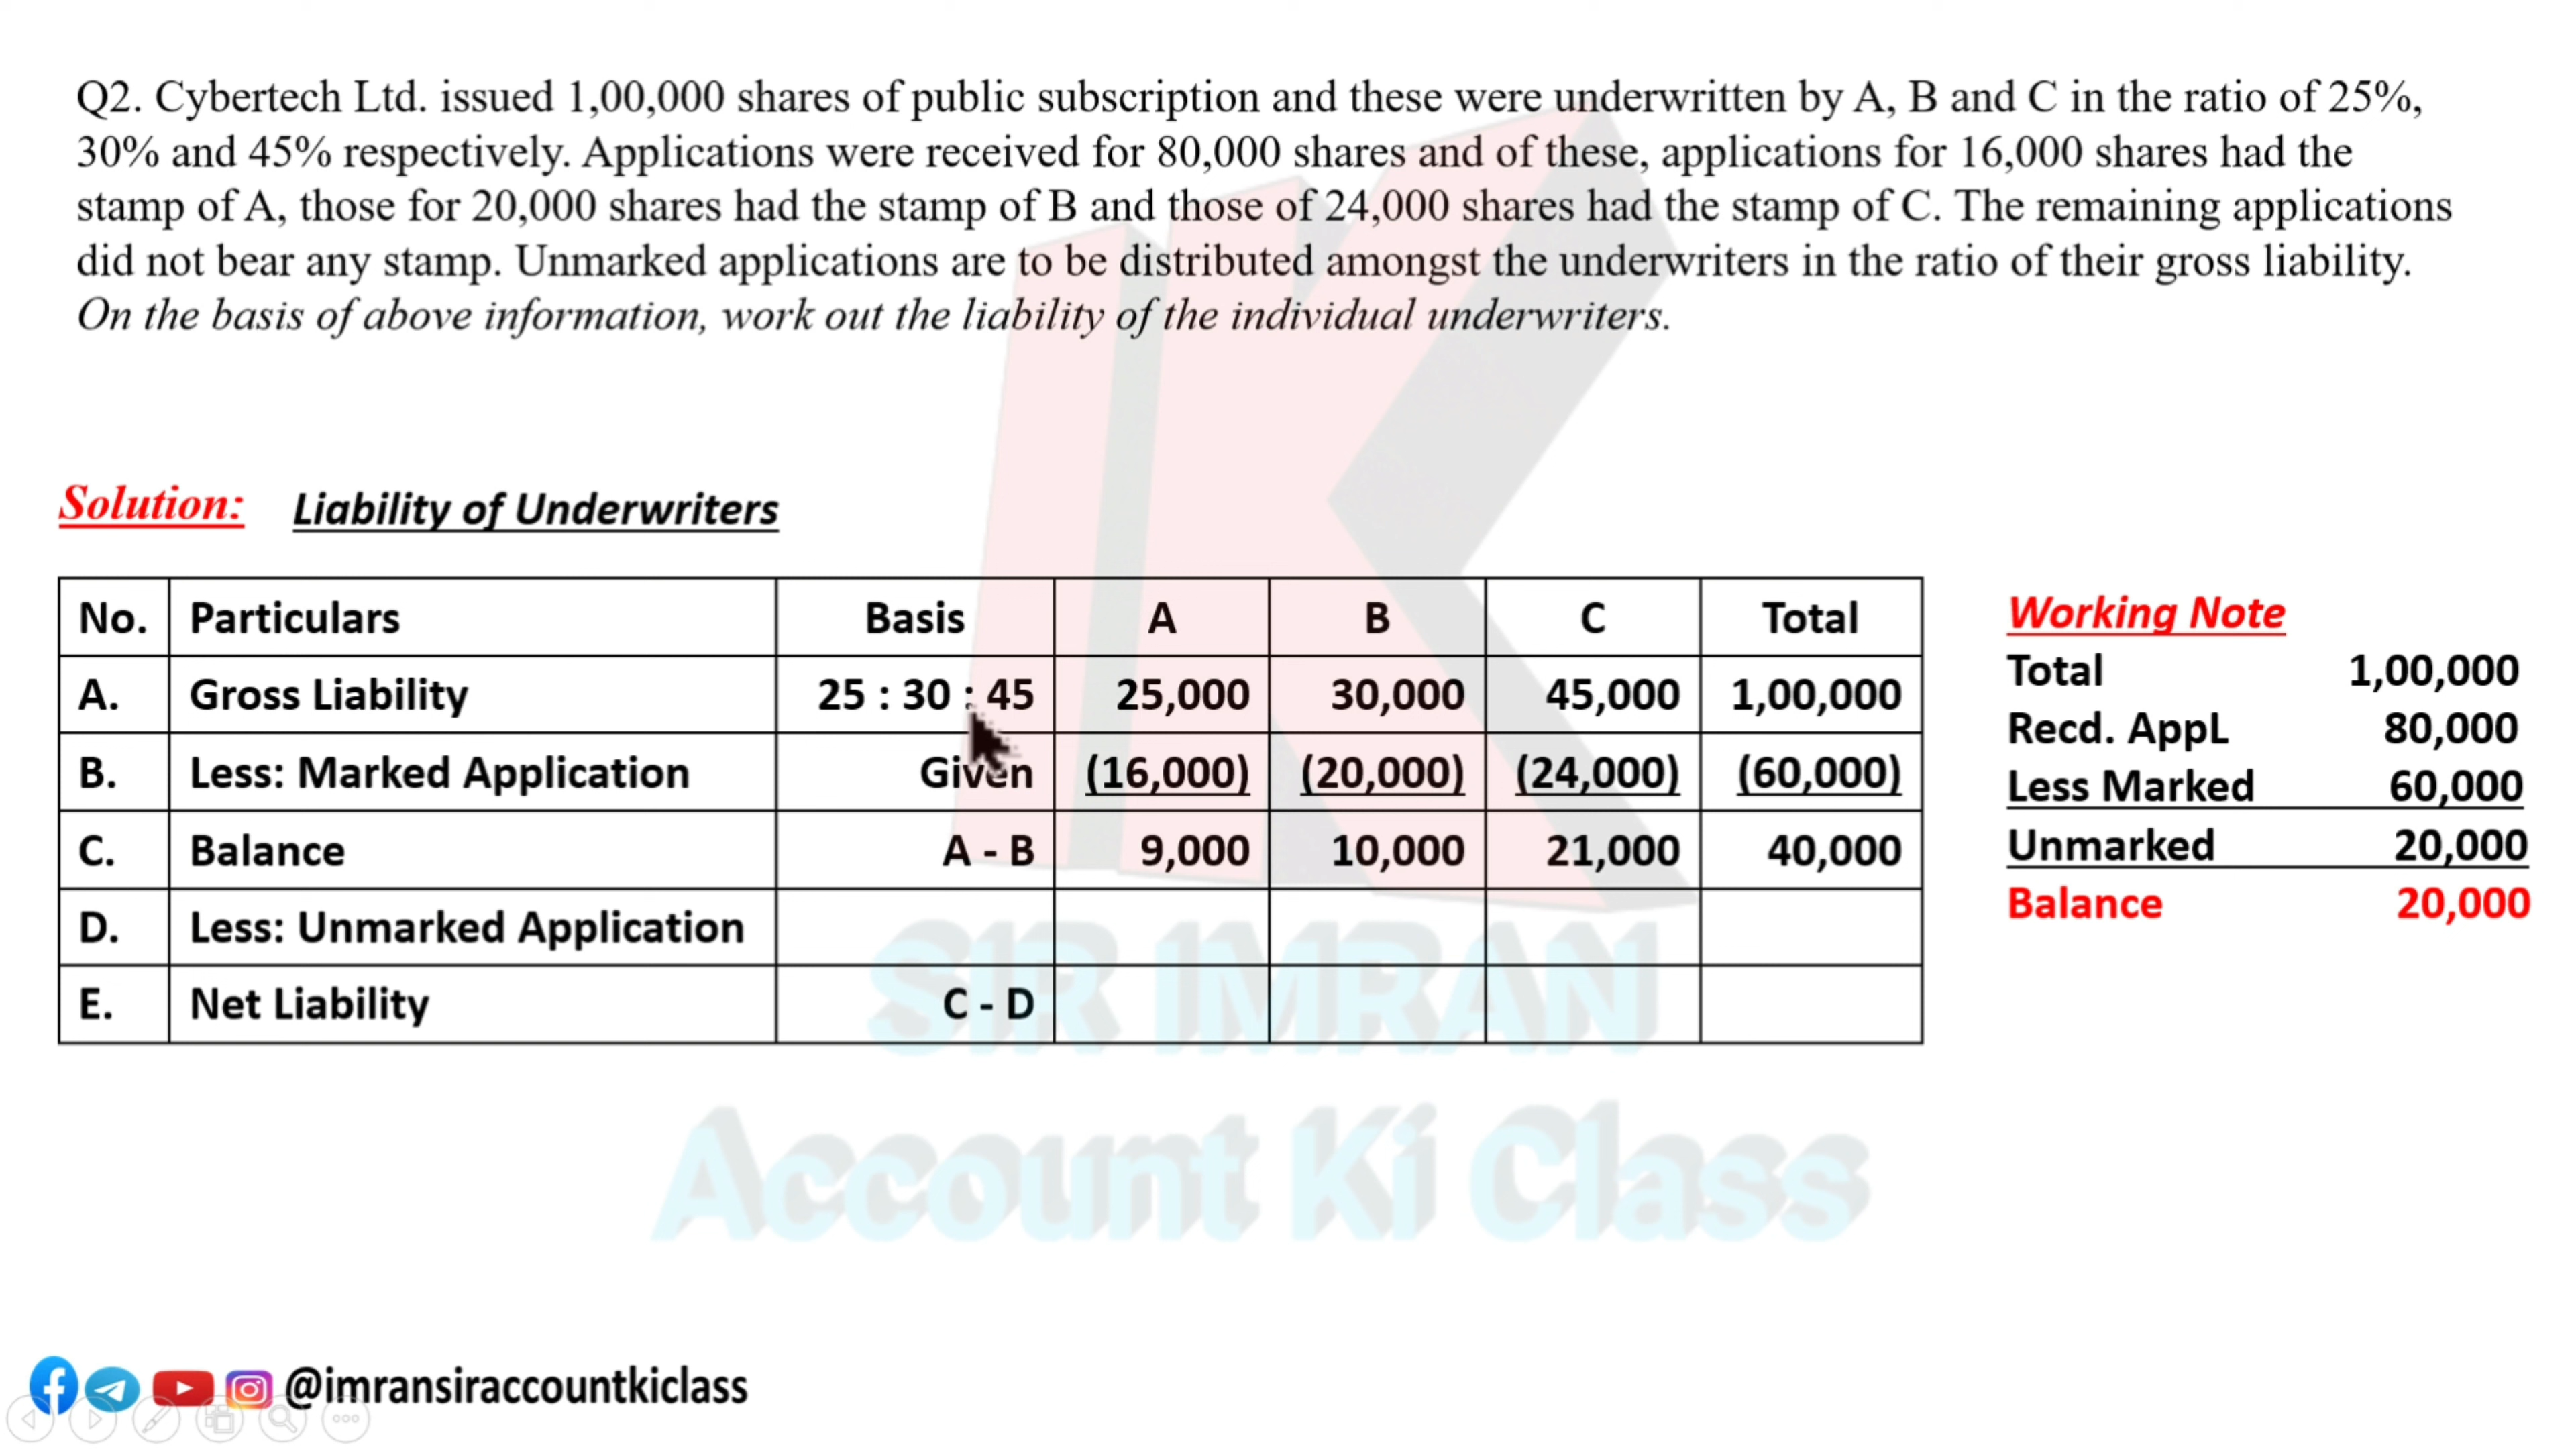 Q2. Cybertech Ltd. issued 1,00,000 shares of public subscription and these were underwritten by A, B and C in the ratio of 25%,
30% and 45% respectively. Applications were received for 80,000 shares and of these, applications for 16,000 shares had the
stamp of A, those for 20,000 shares had the stamp of B and those of 24,000 shares had the stamp of C. The remaining applications
did not bear any stamp. Unmarked applications are to be distributed amongst the underwriters in the ratio of their gross liability.
On the basis of above information, work out the liability of the individual underwriters.
Solution: Liability of Underwriters
No. Particulars Basis A B C Total
A. Gross Liability 25 : 30 : 45 25,000 30,000 45,000 1,00,000
B. Less: Marked Application Given (16,000) (20,000) (24,000) (60,000)
C. Balance A - B 9,000 10,000 21,000 40,000
D. Less: Unmarked Application
E. Net Liability C - D
Working Note
Total 1,00,000
Recd. AppL 80,000
Less Marked 60,000
Unmarked 20,000
Balance 20,000
K
SIR IMRAN
Account Ki Class
@imransiraccountkiclass